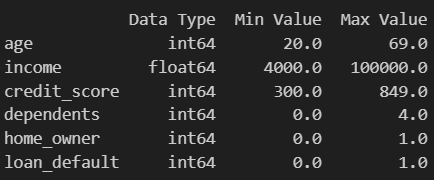 Data Type Min Value Max Value
age int64 20.0 69.0
income float64 4000.0 100000.0
credit_score int64 300.0 849.0
dependents int64 0.0 4.0
home_owner int64 0.0 1.0
loan_default int64 0.0 1.0